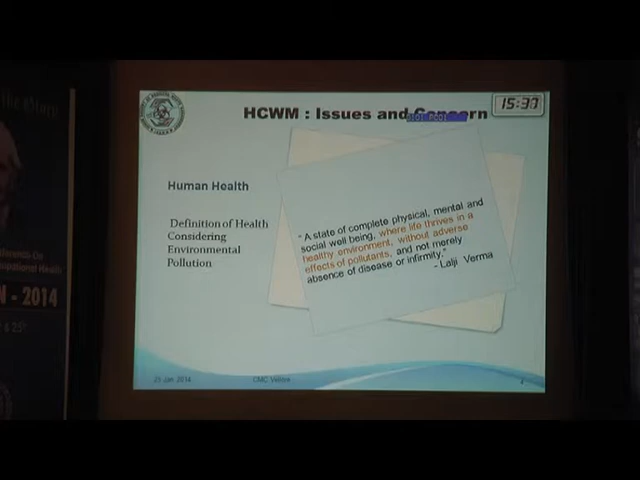 HCWM : Issues and Concern
15:37
Human Health
Definition of Health
Considering
Environmental
Pollution
" A state of complete physical, mental and
social well being, where life thrives in a
healthy environment, without adverse
effects of pollutants, and not merely
absence of disease or infirmity."
- Lalji Verma
25 Jan 2014
CMC Vellore
N - 2014